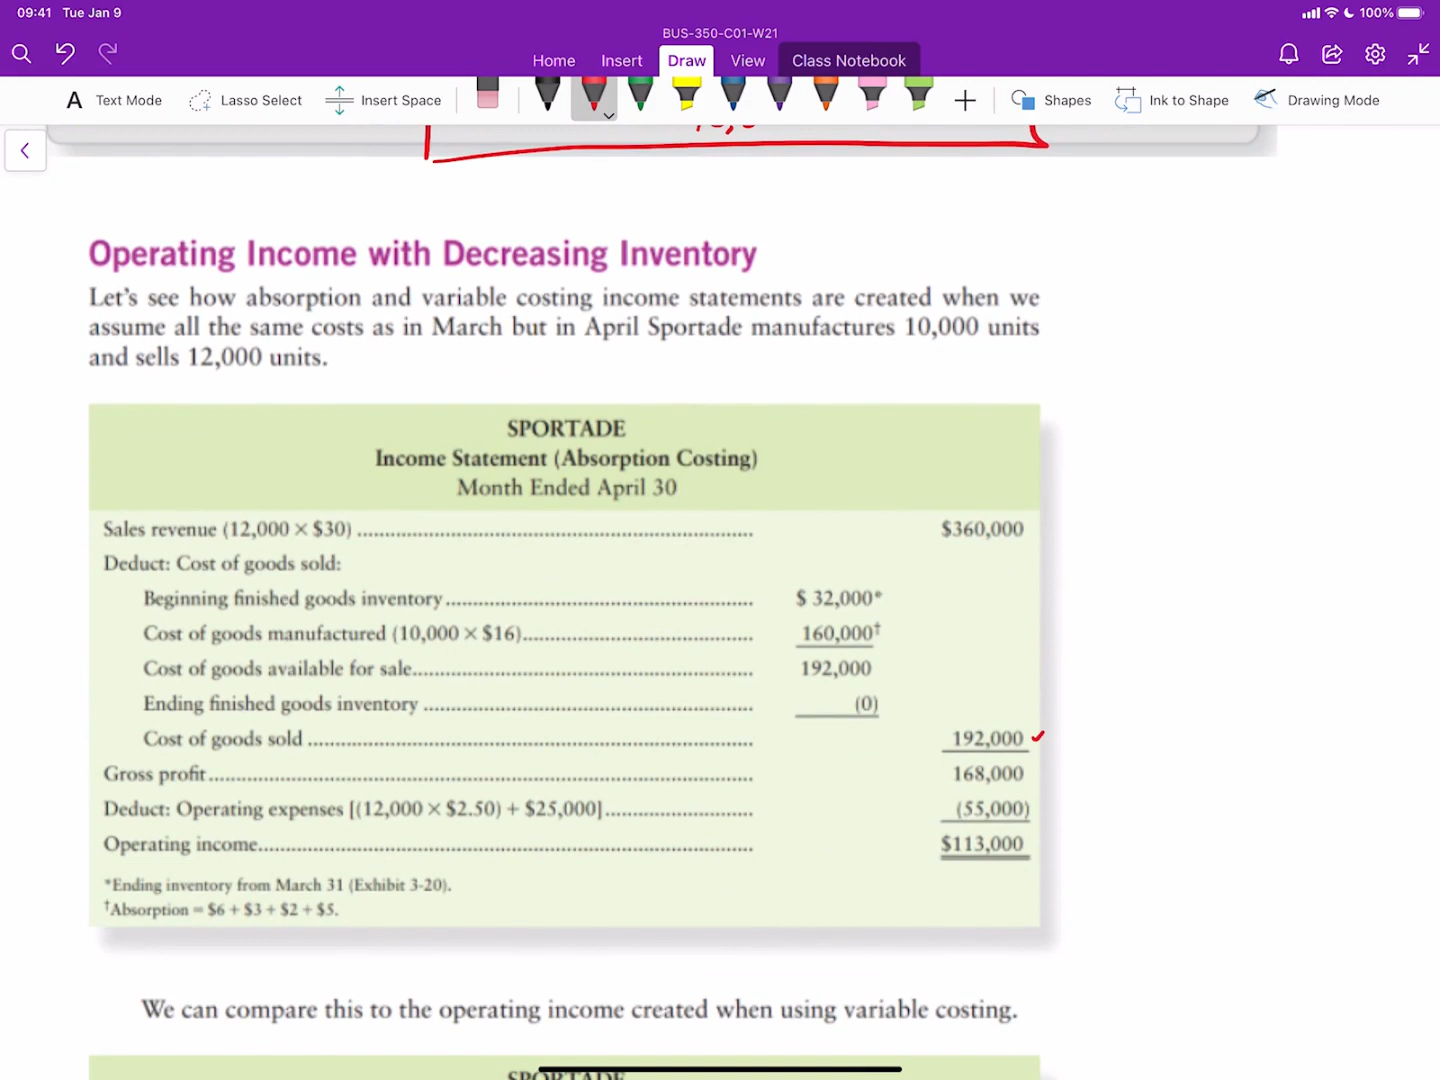 09:41 Tue Jan 9
100%
BUS-350-C01-W21
Home Insert Draw View Class Notebook
A Text Mode Lasso Select Insert Space Shapes Ink to Shape Drawing Mode
Operating Income with Decreasing Inventory
Let's see how absorption and variable costing income statements are created when we
assume all the same costs as in March but in April Sportade manufactures 10,000 units
and sells 12,000 units.
SPORTADE
Income Statement (Absorption Costing)
Month Ended April 30
Sales revenue (12,000 × $30) $360,000
Deduct: Cost of goods sold:
Beginning finished goods inventory $ 32,000*
Cost of goods manufactured (10,000 × $16) 160,000†
Cost of goods available for sale 192,000
Ending finished goods inventory (0)
Cost of goods sold 192,000
Gross profit 168,000
Deduct: Operating expenses [(12,000 × $2.50) + $25,000] (55,000)
Operating income $113,000
*Ending inventory from March 31 (Exhibit 3-20).
†Absorption = $6 + $3 + $2 + $5.
We can compare this to the operating income created when using variable costing.
SPORTADE